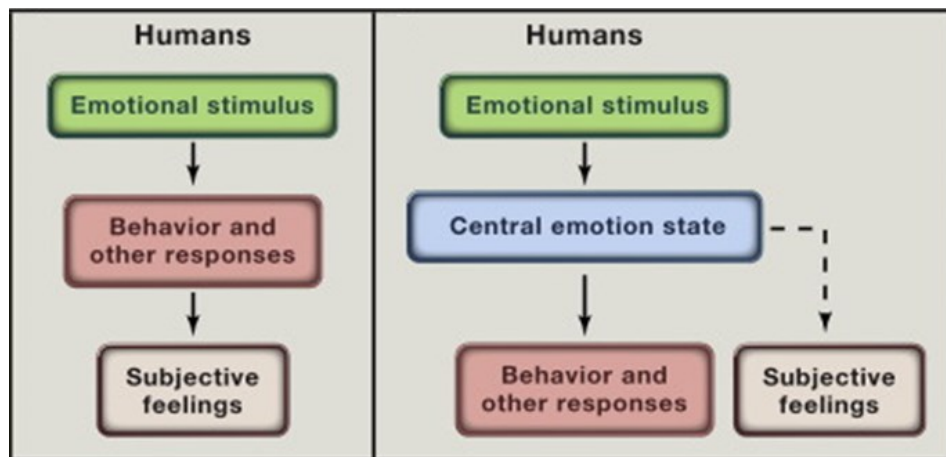 Humans
Emotional stimulus
Behavior and
other responses
Subjective
feelings
Humans
Emotional stimulus
Central emotion state
Behavior and
other responses
Subjective
feelings